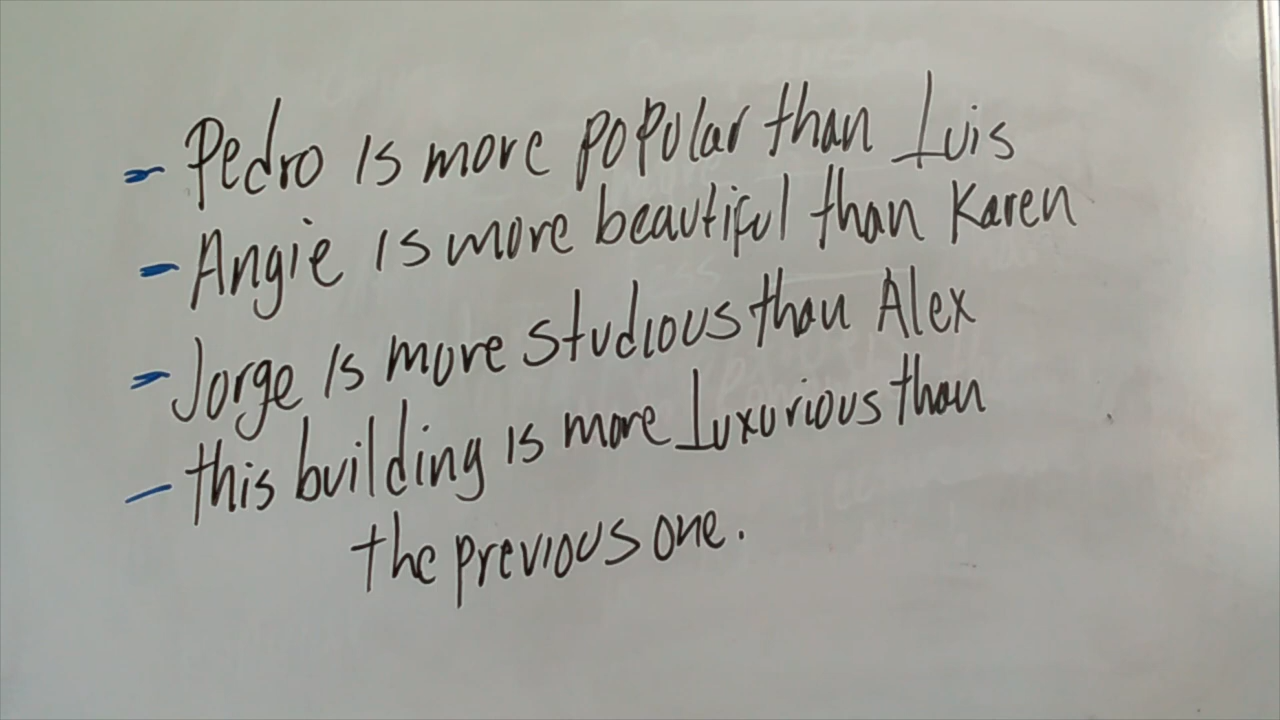 - Pedro is more popular than Luis
- Angie is more beautiful than Karen
- Jorge is more studious than Alex
- this building is more Luxurious than
the previous one.